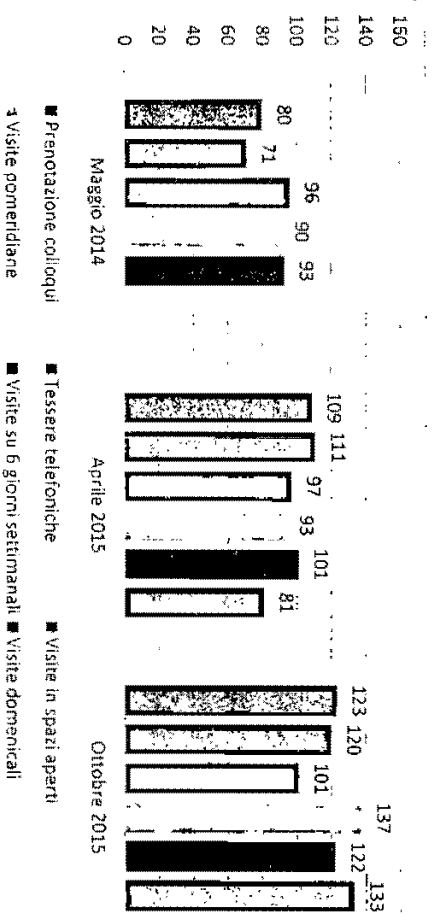 160
140
120
100
80
60
40
20
0
80 71 96 90 93
109 111 97 93 101 81
123 120 101 137 122 133
Maggio 2014 Aprile 2015 Ottobre 2015
Prenotazione colloqui Tessere telefoniche Visite in spazi aperti
Visite pomeridiane Visite su 6 giorni settimanali Visite domenicali